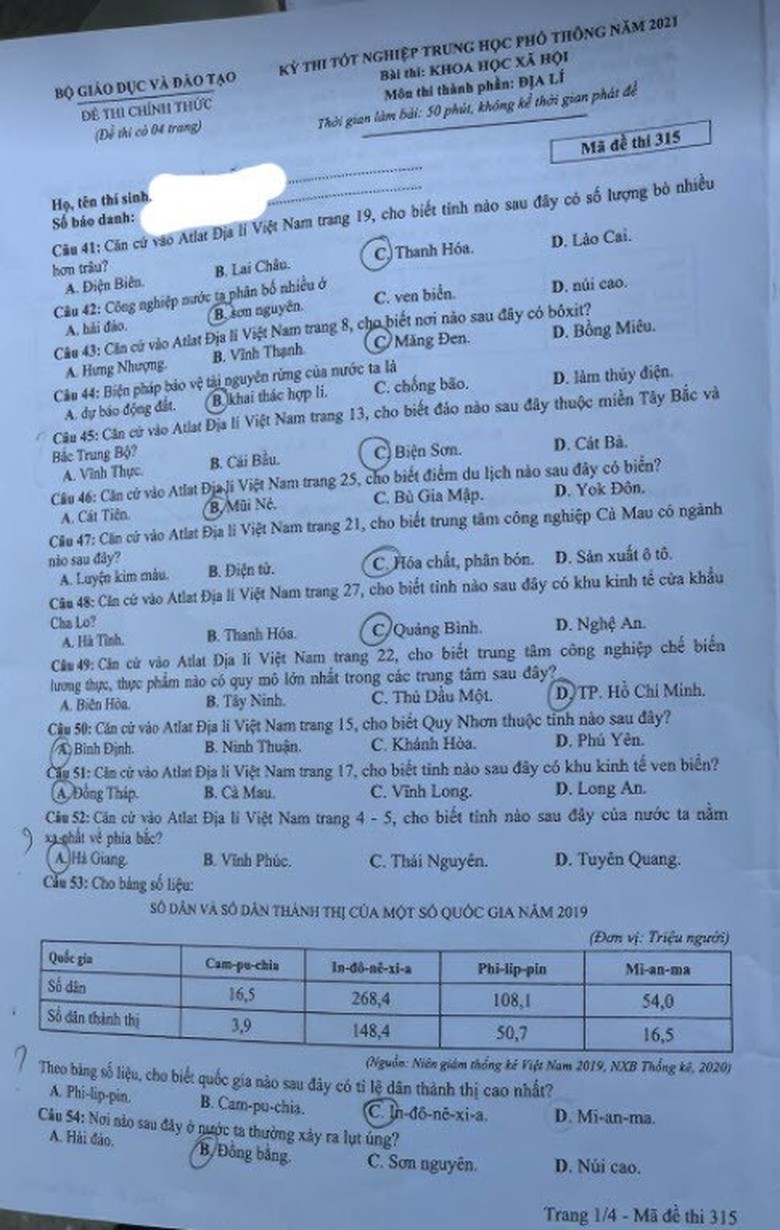 BỘ GIÁO DỤC VÀ ĐÀO TẠO
ĐỀ THI CHÍNH THỨC
(Đề thi có 04 trang)
KỲ THI TỐT NGHIỆP TRUNG HỌC PHỔ THÔNG NĂM 2021
Bài thi: KHOA HỌC XÃ HỘI
Môn thi thành phần: ĐỊA LÍ
Thời gian làm bài: 50 phút, không kể thời gian phát đề
Mã đề thi 315
Họ, tên thí sinh
Số báo danh:
Câu 41: Căn cứ vào Atlat Địa lí Việt Nam trang 19, cho biết tỉnh nào sau đây có số lượng bò nhiều
hơn trâu?
A. Điện Biên. B. Lai Châu. C. Thanh Hóa. D. Lào Cai.
Câu 42: Công nghiệp nước ta phân bố nhiều ở
A. hải đảo. B. sơn nguyên. C. ven biển. D. núi cao.
Câu 43: Căn cứ vào Atlat Địa lí Việt Nam trang 8, cho biết nơi nào sau đây có bôxit?
A. Hưng Nhượng. B. Vĩnh Thạnh. C. Măng Đen. D. Bồng Miêu.
Câu 44: Biện pháp bảo vệ tài nguyên rừng của nước ta là
A. dự báo động đất. B. khai thác hợp lí. C. chống bão. D. làm thủy điện.
Câu 45: Căn cứ vào Atlat Địa lí Việt Nam trang 13, cho biết đảo nào sau đây thuộc miền Tây Bắc và
Bắc Trung Bộ?
A. Vĩnh Thực. B. Cái Bầu. C. Biện Sơn. D. Cát Bà.
Câu 46: Căn cứ vào Atlat Địa lí Việt Nam trang 25, cho biết điểm du lịch nào sau đây có biển?
A. Cát Tiên. B. Mũi Né. C. Bù Gia Mập. D. Yok Đôn.
Câu 47: Căn cứ vào Atlat Địa lí Việt Nam trang 21, cho biết trung tâm công nghiệp Cà Mau có ngành
nào sau đây?
A. Luyện kim màu. B. Điện tử. C. Hóa chất, phân bón. D. Sản xuất ô tô.
Câu 48: Căn cứ vào Atlat Địa lí Việt Nam trang 27, cho biết tỉnh nào sau đây có khu kinh tế cửa khẩu
Cha Lo?
A. Hà Tĩnh. B. Thanh Hóa. C. Quảng Bình. D. Nghệ An.
Câu 49: Căn cứ vào Atlat Địa lí Việt Nam trang 22, cho biết trung tâm công nghiệp chế biến
lương thực, thực phẩm nào có quy mô lớn nhất trong các trung tâm sau đây?
A. Biên Hòa. B. Tây Ninh. C. Thủ Dầu Một. D. TP. Hồ Chí Minh.
Câu 50: Căn cứ vào Atlat Địa lí Việt Nam trang 15, cho biết Quy Nhơn thuộc tỉnh nào sau đây?
A. Bình Định. B. Ninh Thuận. C. Khánh Hòa. D. Phú Yên.
Câu 51: Căn cứ vào Atlat Địa lí Việt Nam trang 17, cho biết tỉnh nào sau đây có khu kinh tế ven biển?
A. Đồng Tháp. B. Cà Mau. C. Vĩnh Long. D. Long An.
Câu 52: Căn cứ vào Atlat Địa lí Việt Nam trang 4 - 5, cho biết tỉnh nào sau đây của nước ta nằm
xa nhất về phía bắc?
A. Hà Giang. B. Vĩnh Phúc. C. Thái Nguyên. D. Tuyên Quang.
Câu 53: Cho bảng số liệu:
SỐ DÂN VÀ SỐ DÂN THÀNH THỊ CỦA MỘT SỐ QUỐC GIA NĂM 2019
(Đơn vị: Triệu người)
Quốc gia Cam-pu-chia In-đô-nê-xi-a Phi-lip-pin Mi-an-ma
Số dân 16,5 268,4 108,1 54,0
Số dân thành thị 3,9 148,4 50,7 16,5
(Nguồn: Niên giám thống kê Việt Nam 2019, NXB Thống kê, 2020)
Theo bảng số liệu, cho biết quốc gia nào sau đây có tỉ lệ dân thành thị cao nhất?
A. Phi-lip-pin. B. Cam-pu-chia. C. In-đô-nê-xi-a. D. Mi-an-ma.
Câu 54: Nơi nào sau đây ở nước ta thường xảy ra lụt úng?
A. Hải đảo. B. Đồng bằng. C. Sơn nguyên. D. Núi cao.
Trang 1/4 - Mã đề thi 315